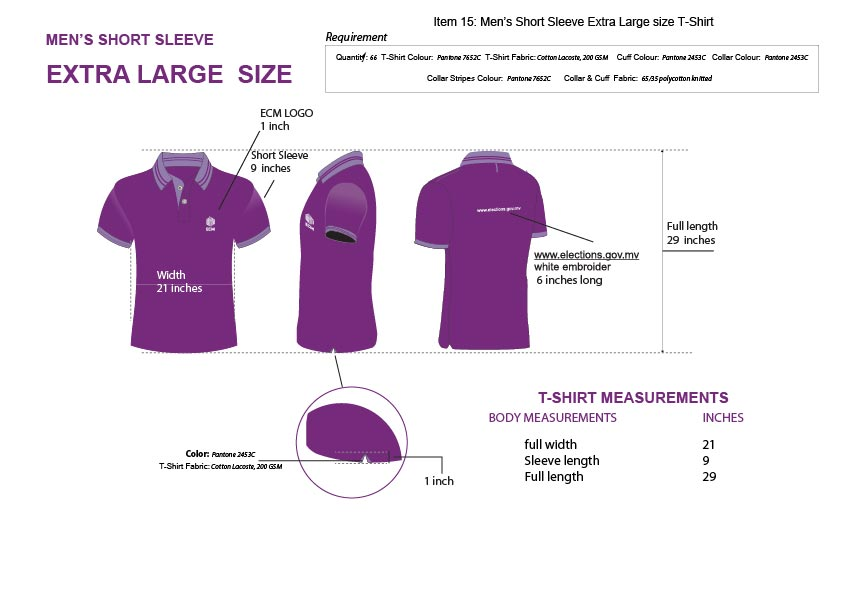 Item 15: Men's Short Sleeve Extra Large size T-Shirt
MEN'S SHORT SLEEVE
EXTRA LARGE SIZE
Requirement
Quantity: 66 T-Shirt Colour: Pantone 7652C T-Shirt Fabric: Cotton Lacoste, 200 GSM Cuff Colour: Pantone 2453C Collar Colour: Pantone 2453C
Collar Stripes Colour: Pantone 7652C Collar & Cuff Fabric: 65/35 polycotton knitted
ECM LOGO
1 inch
Short Sleeve
9 inches
ECM
www.elections.gov.mv
Full length
29 inches
www.elections.gov.mv
white embroider
6 inches long
Width
21 inches
T-SHIRT MEASUREMENTS
BODY MEASUREMENTS INCHES
full width 21
Sleeve length 9
Full length 29
Color: Pantone 2453C
T-Shirt Fabric: Cotton Lacoste, 200 GSM
1 inch